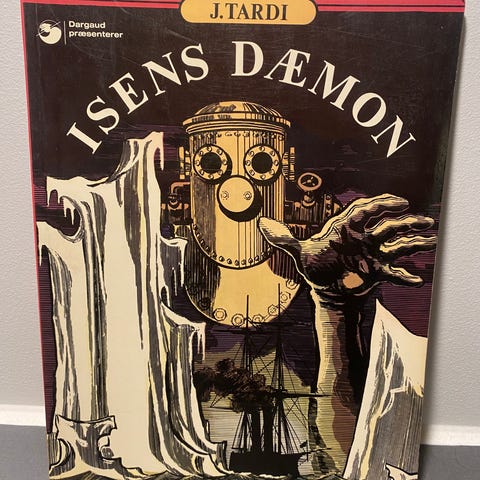 J.TARDI
Dargaud
præsenterer
ISENS DÆMON